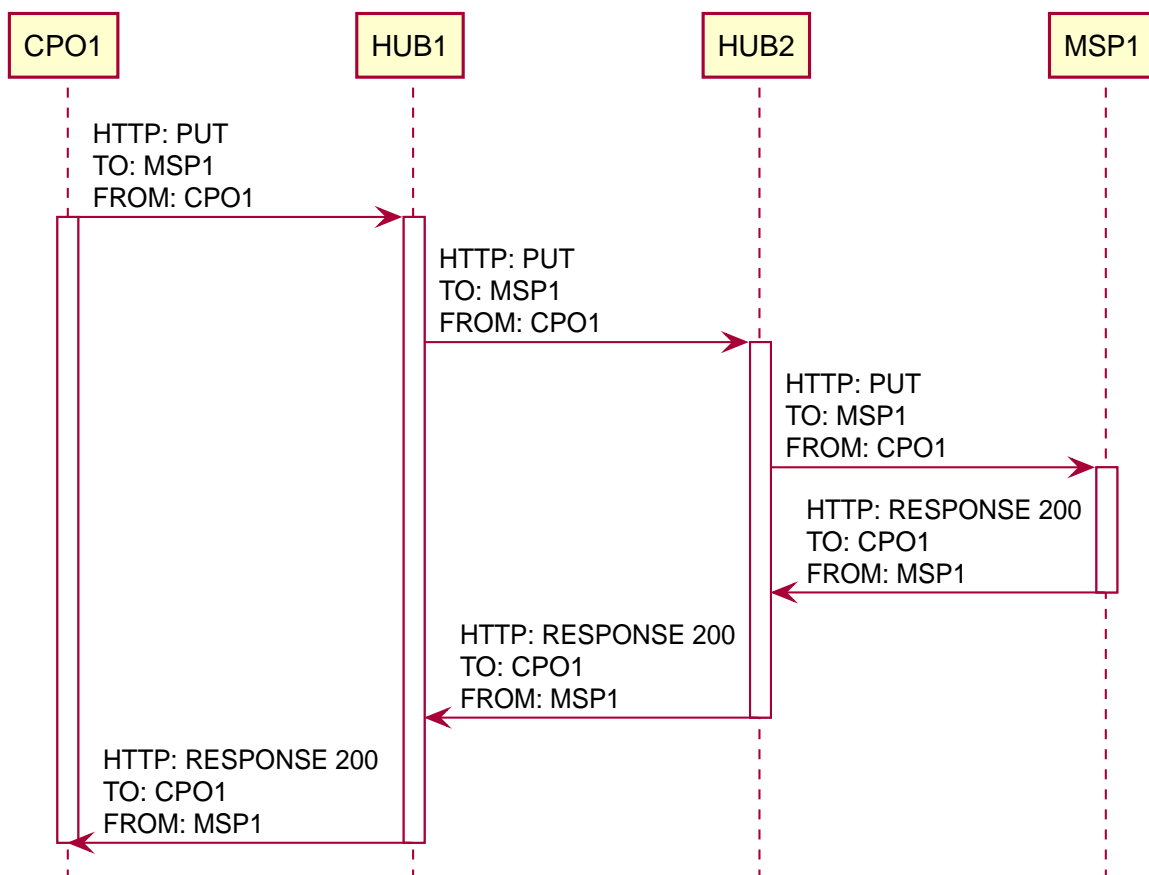 CPO1
HUB1
HUB2
MSP1
HTTP: PUT
TO: MSP1
FROM: CPO1
HTTP: PUT
TO: MSP1
FROM: CPO1
HTTP: PUT
TO: MSP1
FROM: CPO1
HTTP: RESPONSE 200
TO: CPO1
FROM: MSP1
HTTP: RESPONSE 200
TO: CPO1
FROM: MSP1
HTTP: RESPONSE 200
TO: CPO1
FROM: MSP1